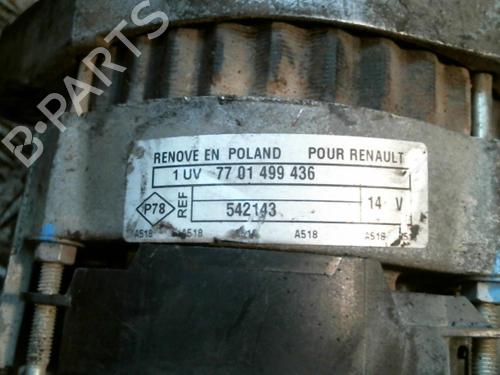 B-PARTS
RENOVE EN POLAND POUR RENAULT
1 UV 77 01 499 436
P78 REF 542143 14 V
A518 A518 A518 A518